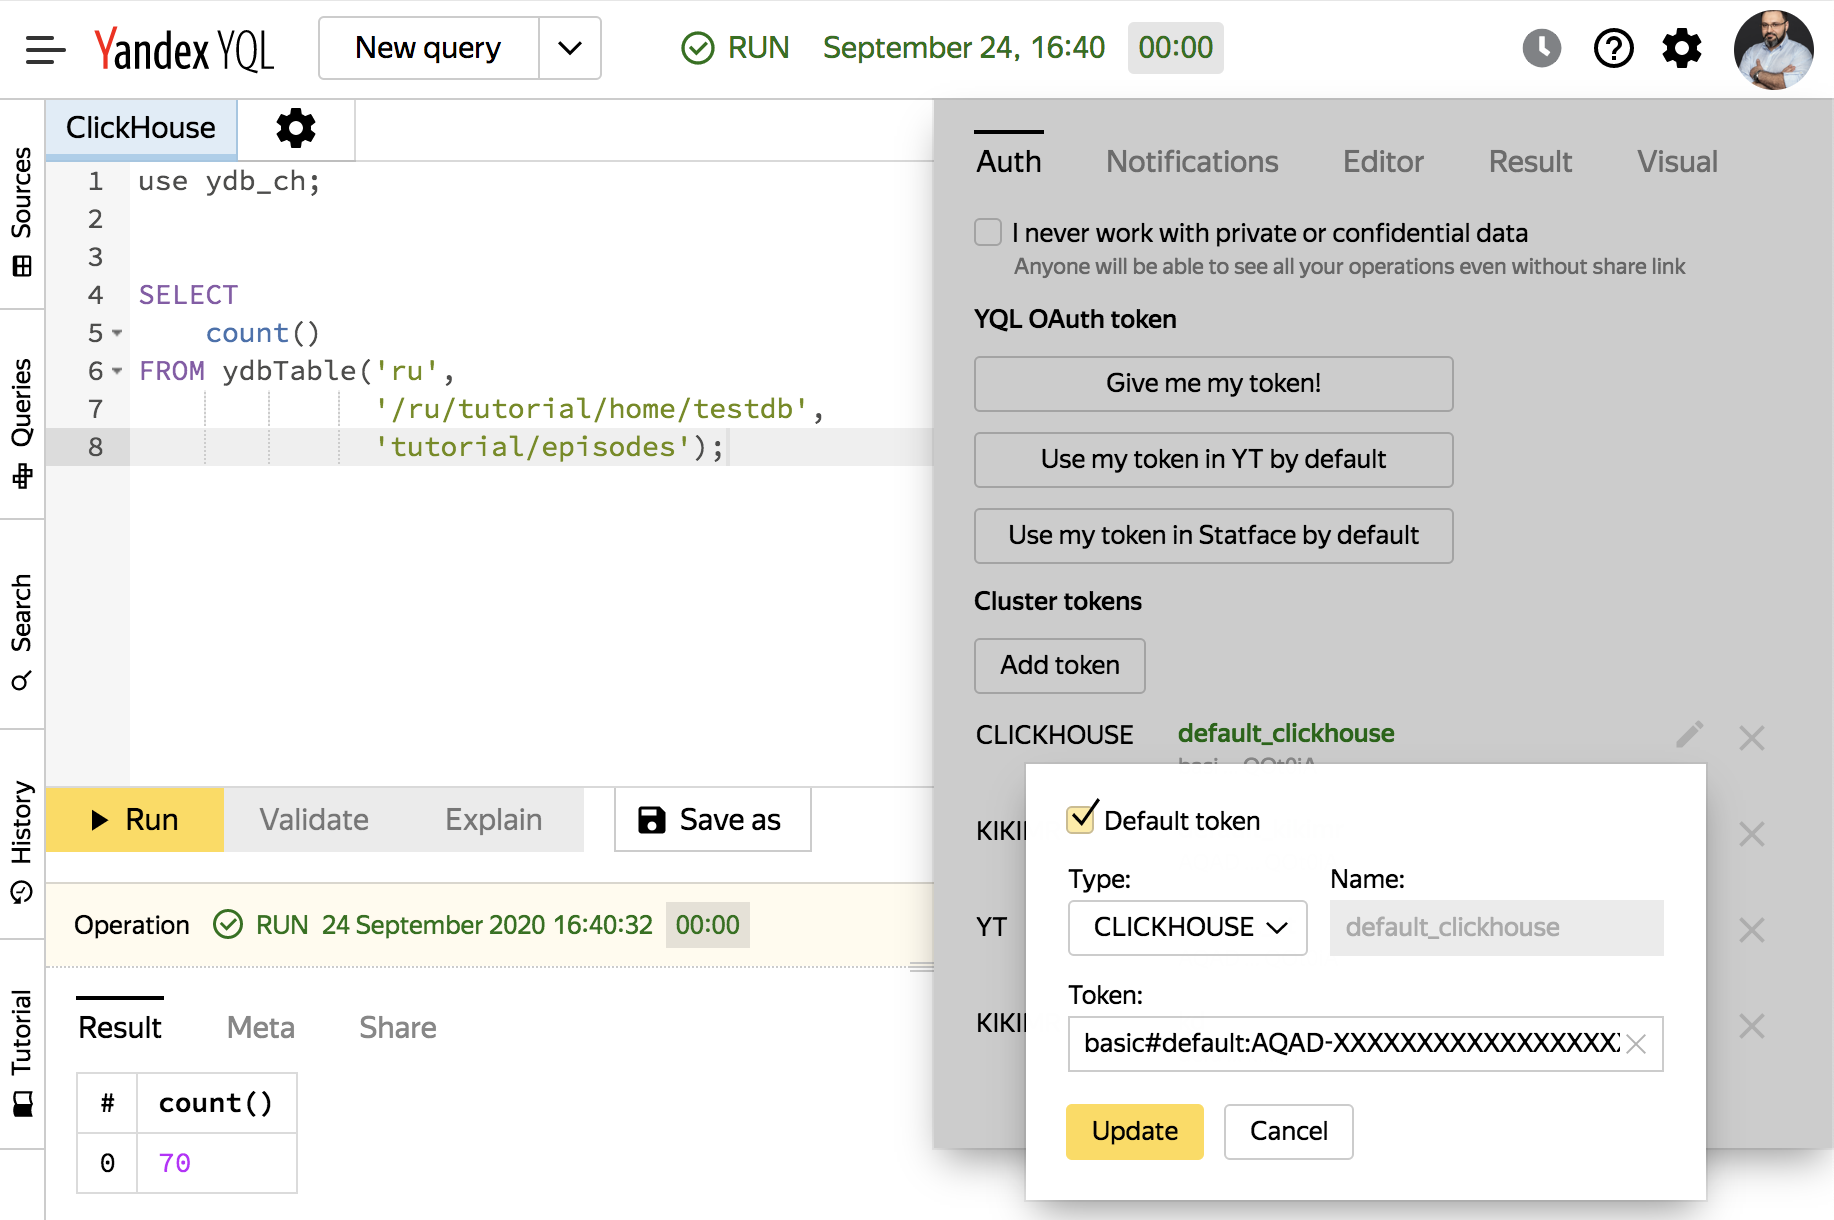 Yandex YQL
New query
RUN September 24, 16:40 00:00
Sources
Queries
Search
History
Tutorial
ClickHouse
1 use ydb_ch;
2
3
4 SELECT
5 count()
6 FROM ydbTable('ru',
7 '/ru/tutorial/home/testdb',
8 'tutorial/episodes');
Run Validate Explain Save as
Operation RUN 24 September 2020 16:40:32 00:00
Result Meta Share
# count()
0 70
Auth Notifications Editor Result Visual
I never work with private or confidential data
Anyone will be able to see all your operations even without share link
YQL OAuth token
Give me my token!
Use my token in YT by default
Use my token in Statface by default
Cluster tokens
Add token
CLICKHOUSE default_clickhouse
YT
Default token
Type: Name:
CLICKHOUSE default_clickhouse
Token:
basic#default:AQAD-XXXXXXXXXXXXXXXXXX
Update Cancel